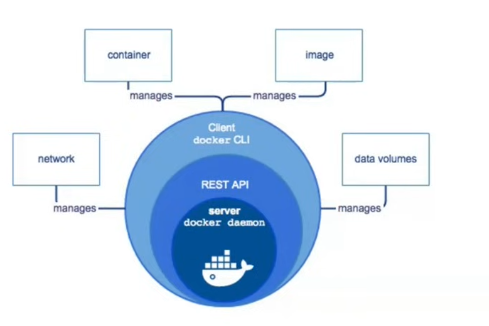 container
image
manages
manages
Client
docker CLI
network
data volumes
REST API
manages
manages
server
docker daemon